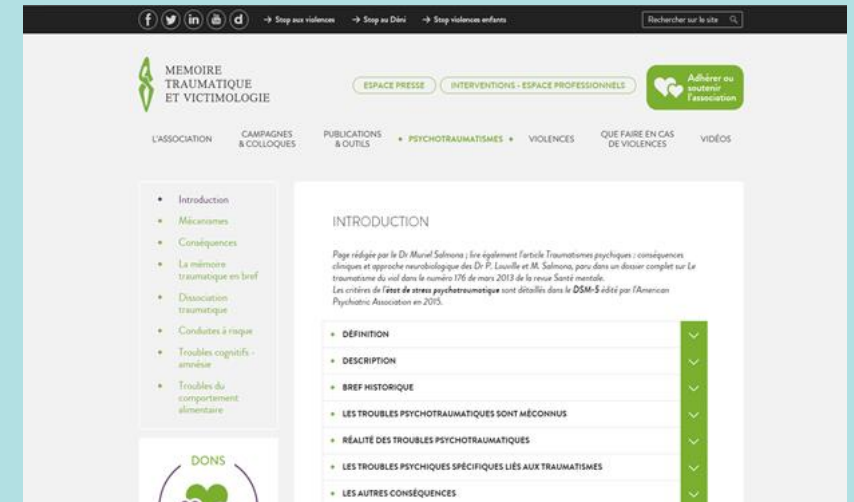 → Stop aux violences → Stop au Déni → Stop violences enfants
Rechercher sur le site
MEMOIRE
TRAUMATIQUE
ET VICTIMOLOGIE
ESPACE PRESSE
INTERVENTIONS - ESPACE PROFESSIONNELS
Adhérer ou
soutenir
l'association
L'ASSOCIATION
CAMPAGNES
& COLLOQUES
PUBLICATIONS
& OUTILS
• PSYCHOTRAUMATISMES •
VIOLENCES
QUE FAIRE EN CAS
DE VIOLENCES
VIDÉOS
• Introduction
• Mécanismes
• Conséquences
• La mémoire
traumatique en bref
• Dissociation
traumatique
• Conduites à risque
• Troubles cognitifs -
amnésie
• Troubles du
comportement
alimentaire
DONS
INTRODUCTION
Page rédigée par le Dr Muriel Salmona ; lire également l'article Traumatismes psychiques : conséquences
cliniques et approche neurobiologique des Dr P. Louville et M. Salmona, paru dans un dossier complet sur Le
traumatisme du viol dans le numéro 176 de mars 2013 de la revue Santé mentale.
Les critères de l'état de stress psychotraumatique sont détaillés dans le DSM-5 édité par l'American
Psychiatric Association en 2015.
• DÉFINITION
• DESCRIPTION
• BREF HISTORIQUE
• LES TROUBLES PSYCHOTRAUMATIQUES SONT MÉCONNUS
• RÉALITÉ DES TROUBLES PSYCHOTRAUMATIQUES
• LES TROUBLES PSYCHIQUES SPÉCIFIQUES LIÉS AUX TRAUMATISMES
• LES AUTRES CONSÉQUENCES